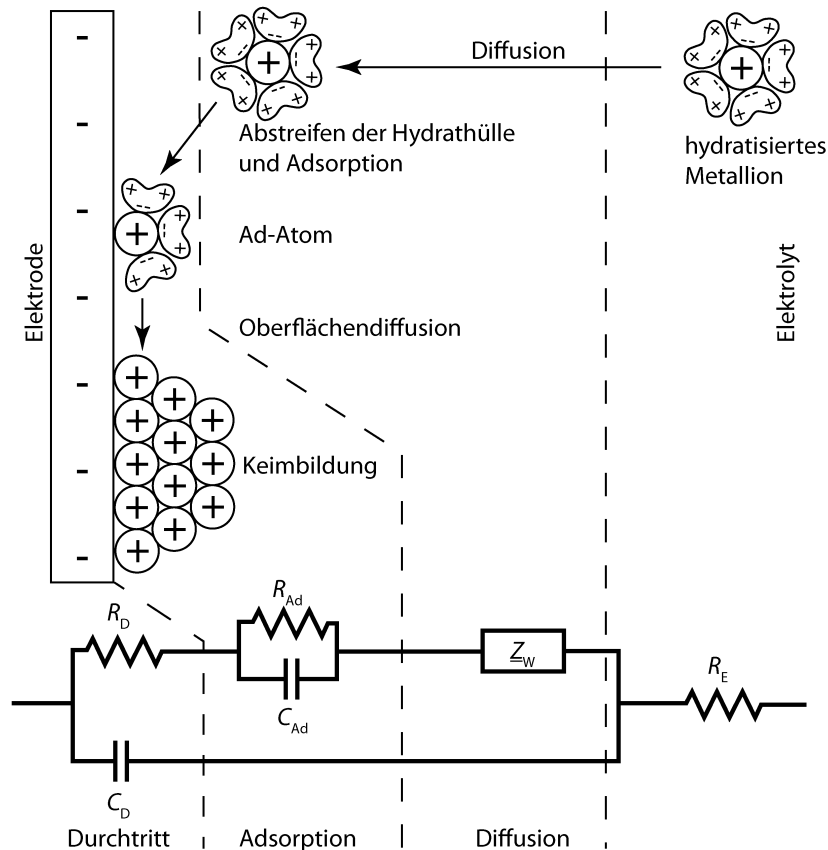 Diffusion
Abstreifen der Hydrathülle
und Adsorption
hydratisiertes
Metallion
Ad-Atom
Elektrode
Elektrolyt
Oberflächendiffusion
Keimbildung
R_D
R_Ad
Z_W
R_E
C_Ad
C_D
Durchtritt
Adsorption
Diffusion